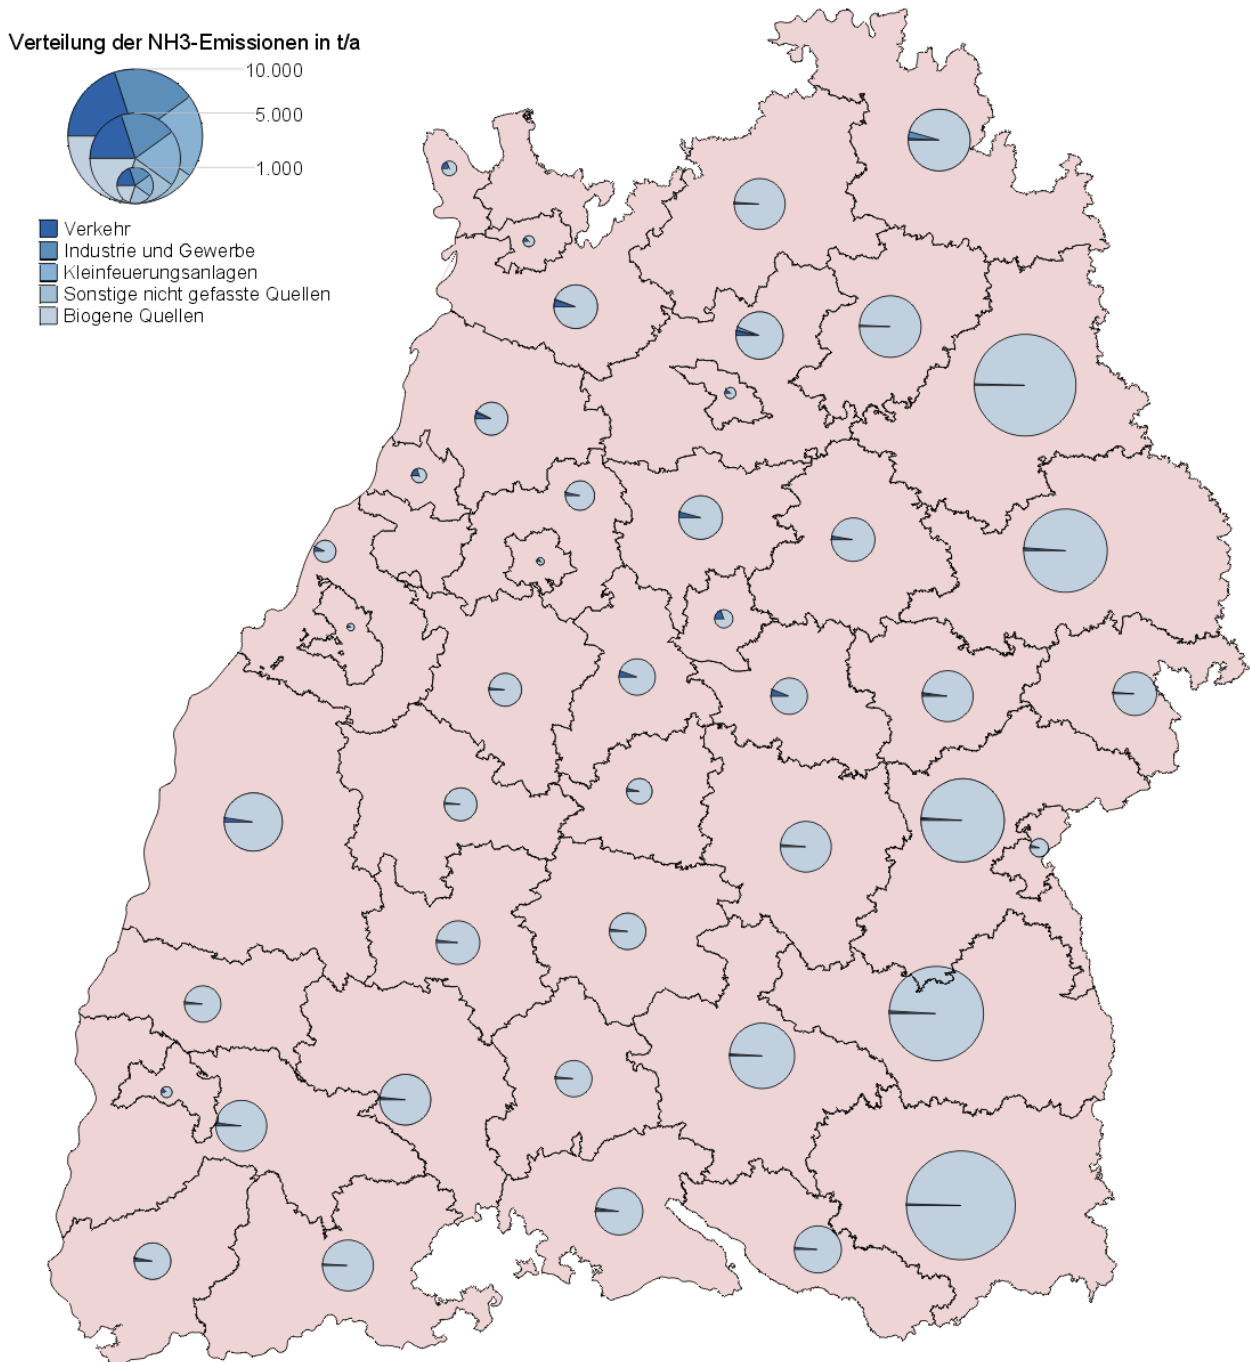 Verteilung der NH3-Emissionen in t/a
10.000
5.000
1.000
Verkehr
Industrie und Gewerbe
Kleinfeuerungsanlagen
Sonstige nicht gefasste Quellen
Biogene Quellen